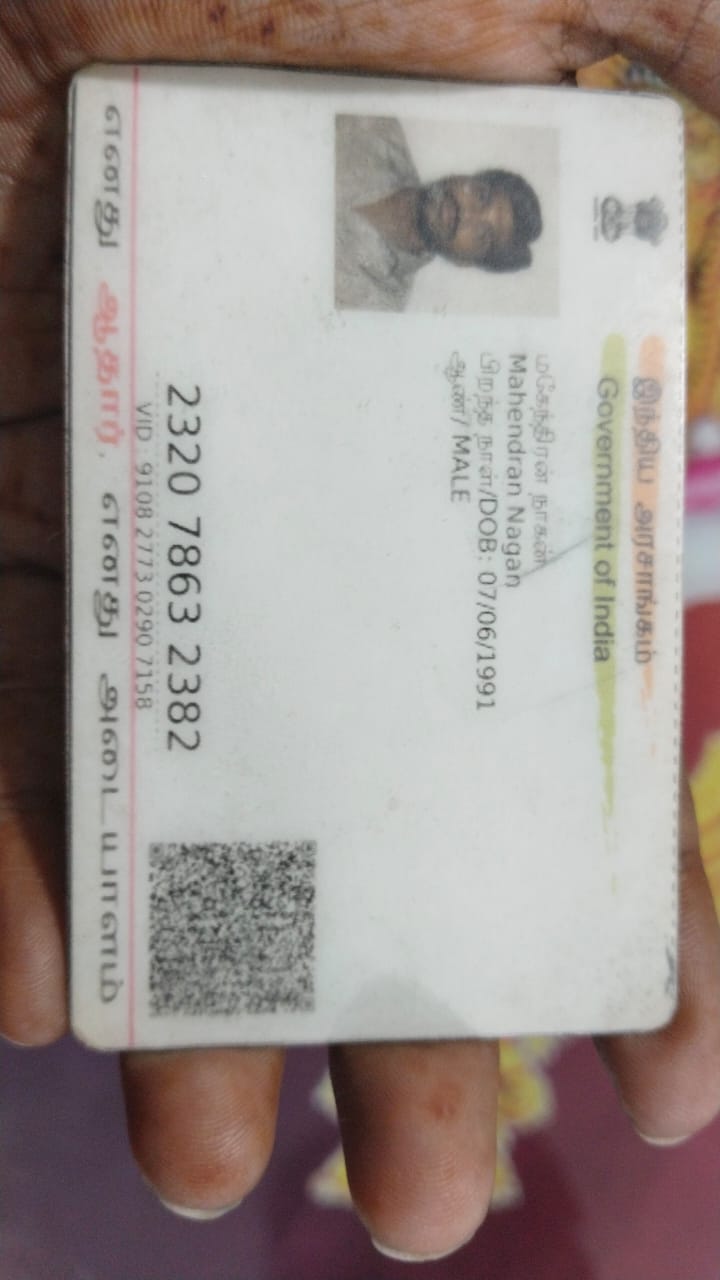 இந்திய அரசாங்கம்
Government of India
மகேந்திரன் நாகன்
Mahendran Nagan
பிறந்த நாள்/DOB: 07/06/1991
ஆண்/ MALE
2320 7863 2382
VID : 9108 2773 0290 7158
எனது ஆதார், எனது அடையாளம்